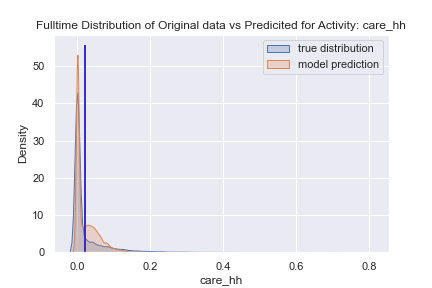 Fulltime Distribution of Original data vs Predicited for Activity: care_hh
true distribution
model prediction
Density
50
40
30
20
10
0
0.0 0.2 0.4 0.6 0.8
care_hh